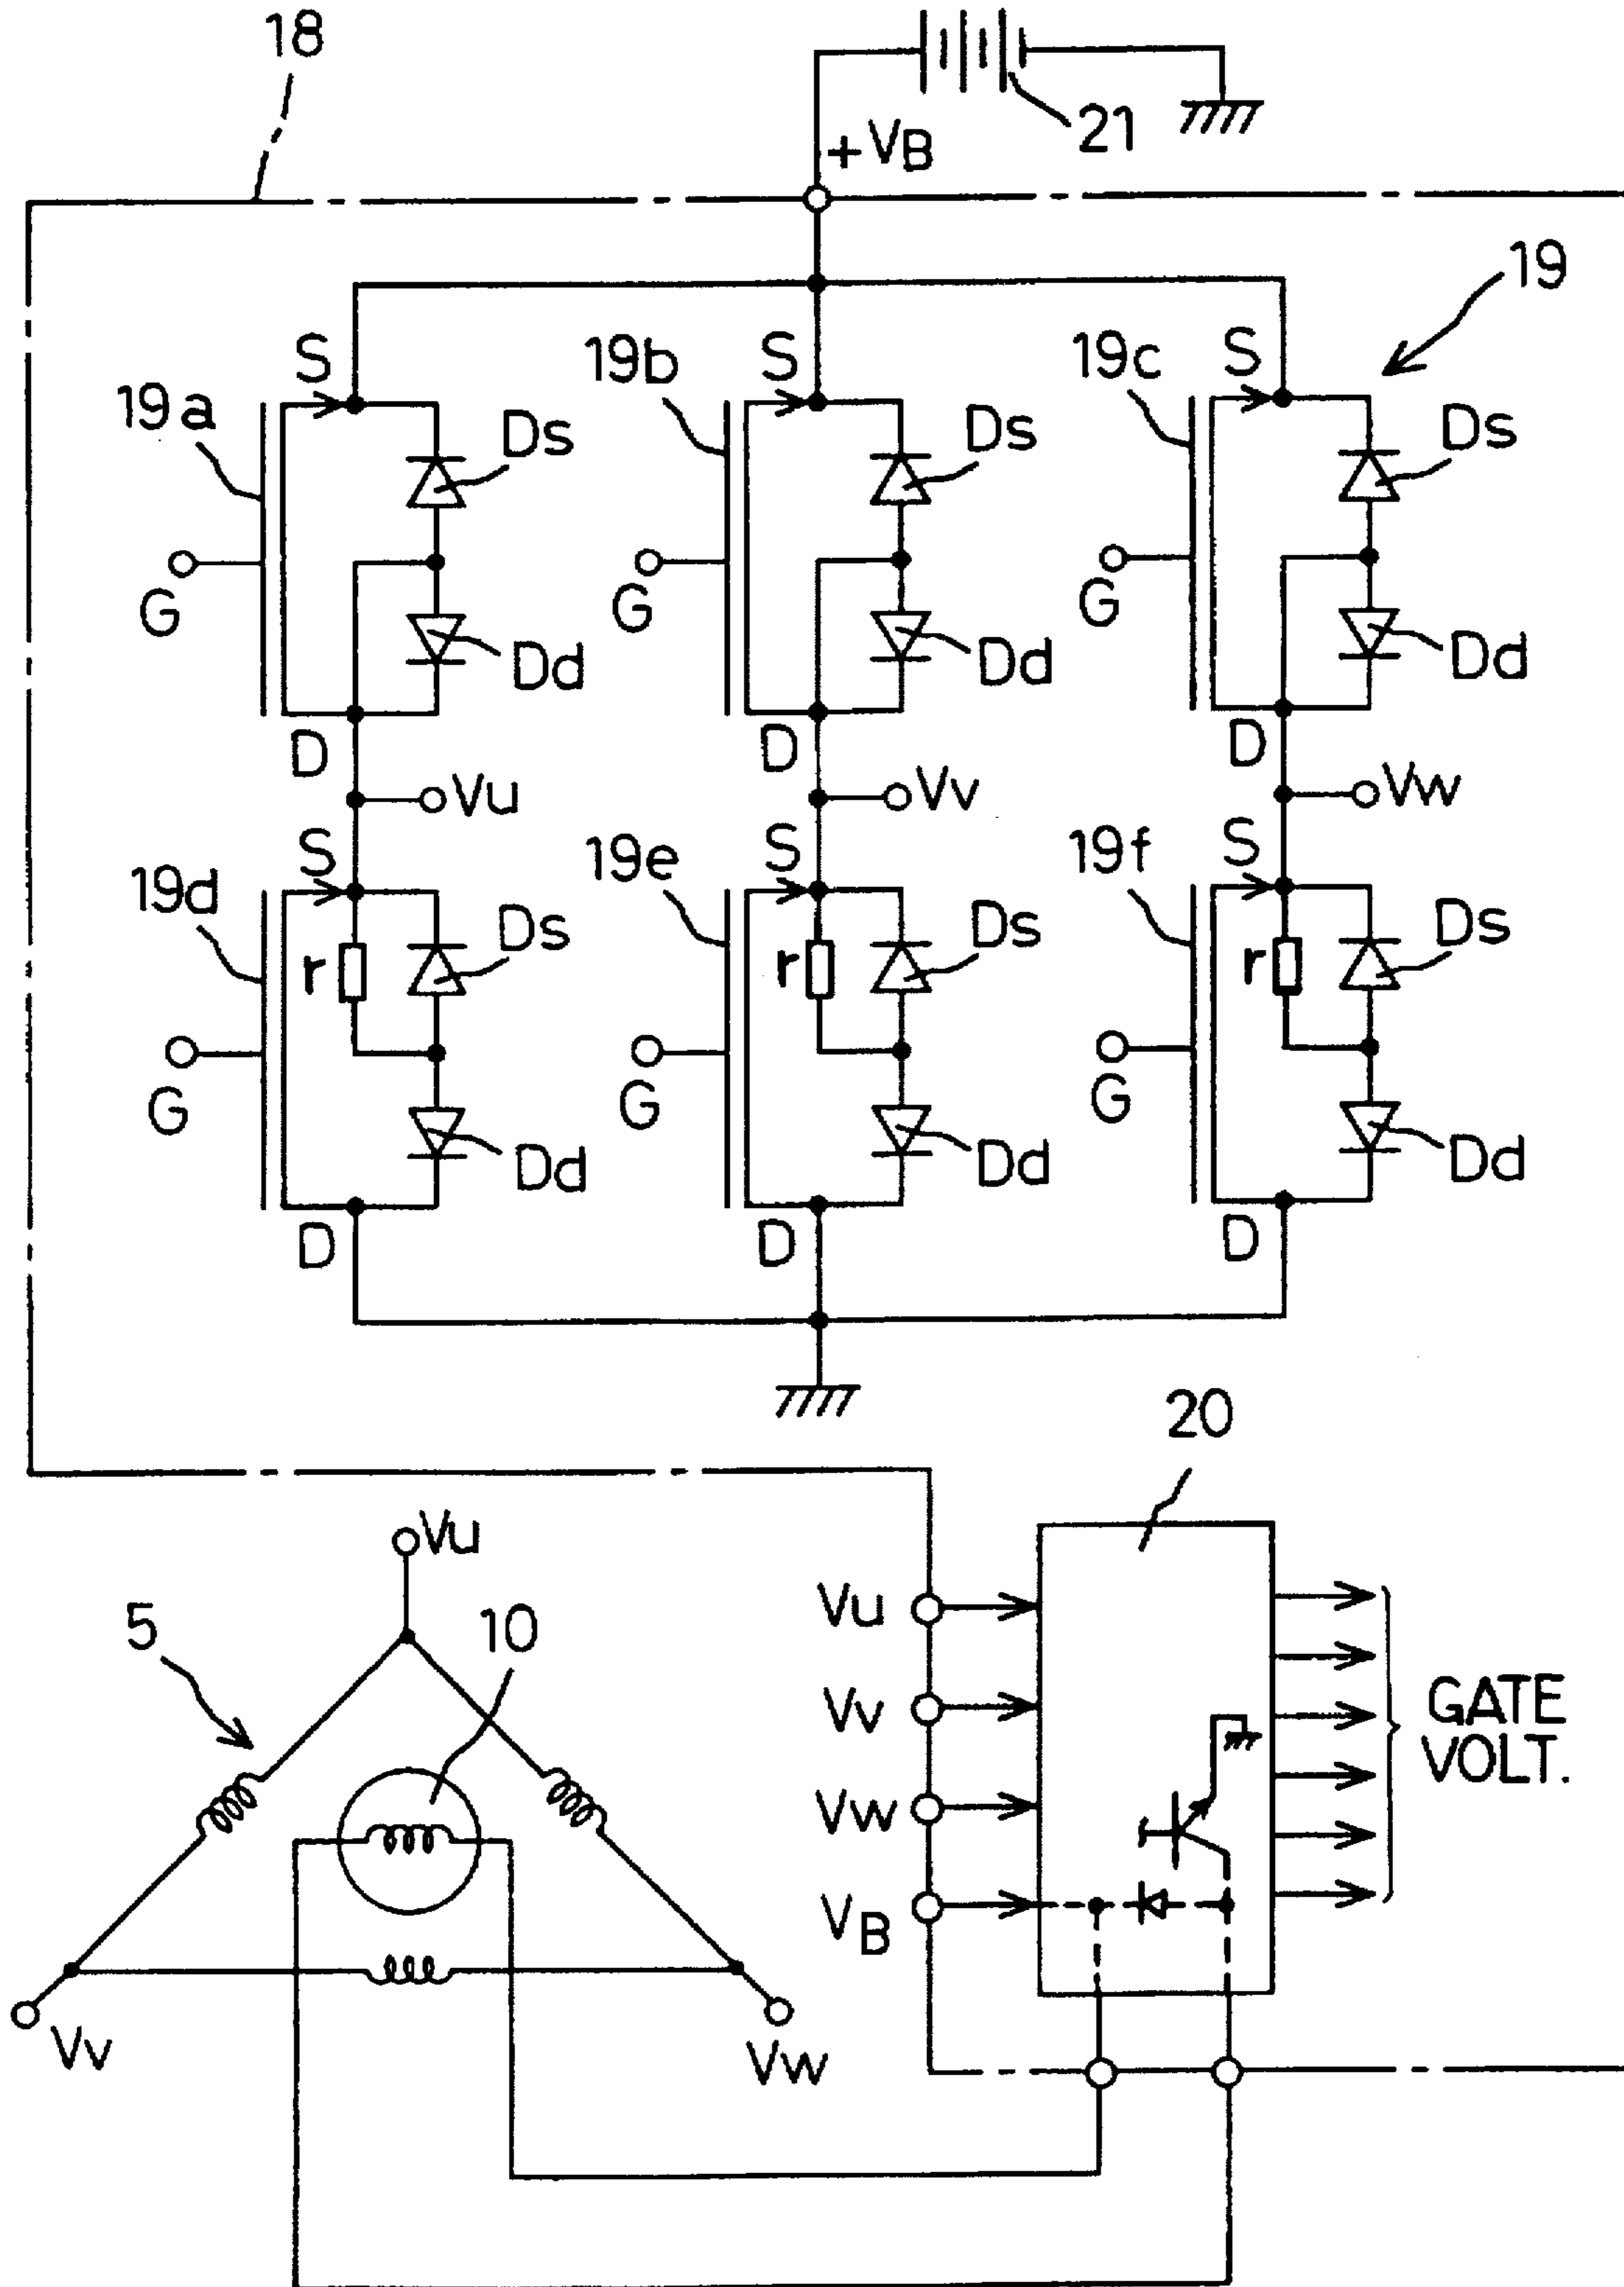 18
21
+VB
19
S
S
S
19a
19b
19c
Ds
Ds
Ds
G
G
G
Dd
Dd
Dd
D
D
D
Vu
Vv
Vw
S
S
S
19d
19e
19f
r
Ds
r
Ds
r
Ds
G
G
G
Dd
Dd
Dd
D
D
D
20
Vu
5
10
Vv
Vw
Vu
Vv
Vw
VB
GATE
VOLT.